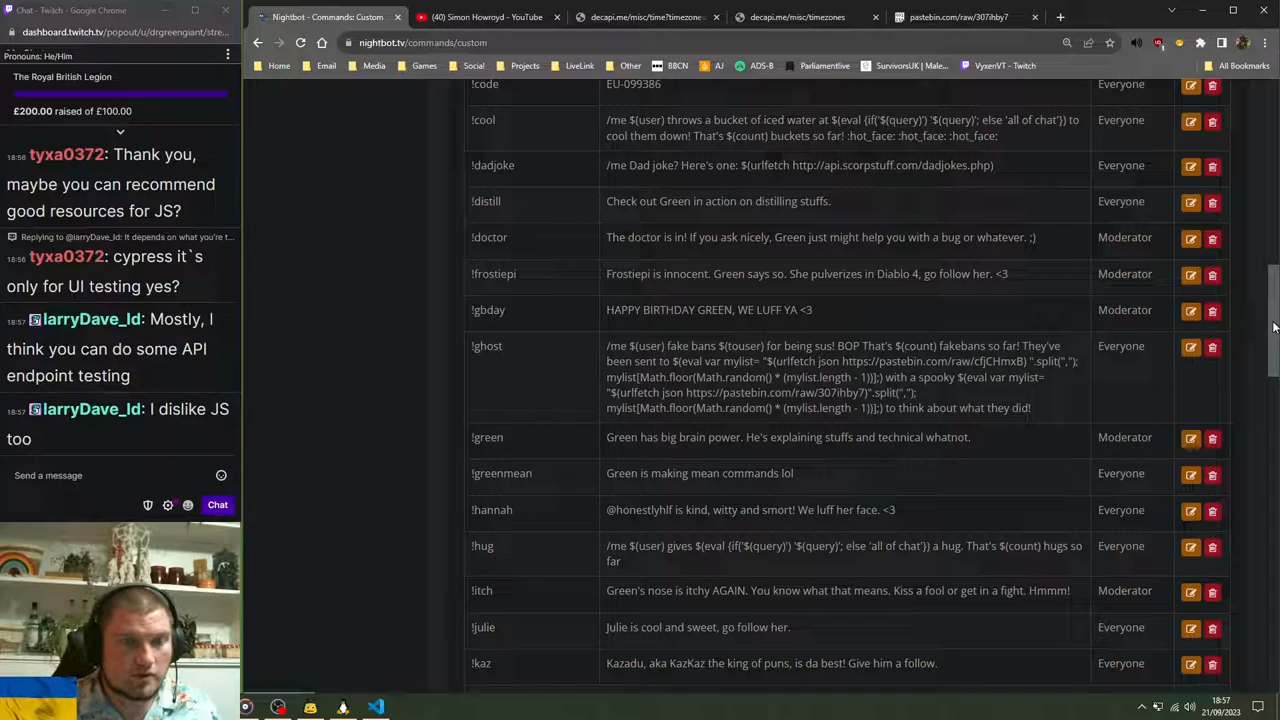 Chat - Twitch - Google Chrome
dashboard.twitch.tv/popout/u/drgreengiant/stre...
Pronouns: He/Him
The Royal British Legion
£200.00 raised of £100.00
18:56 tyxa0372: Thank you,
maybe you can recommend
good resources for JS?
Replying to @larryDave_Id: It depends on what you're t...
18:56 tyxa0372: cypress it`s
only for UI testing yes?
18:57 larryDave_Id: Mostly, I
think you can do some API
endpoint testing
18:57 larryDave_Id: I dislike JS
too
Send a message
Chat
Nightbot - Commands: Custom
(40) Simon Howroyd - YouTube
decapi.me/misc/time?timezone=
decapi.me/misc/timezones
pastebin.com/raw/307ihby7
nightbot.tv/commands/custom
Home
Email
Media
Games
Social
Projects
LiveLink
Other
BBCN
AJ
ADS-B
Parliamentlive
SurvivorsUK | Male...
VyxenVT - Twitch
All Bookmarks
!code EU-099386 Everyone
!cool /me $(user) throws a bucket of iced water at $(eval {if('$(query)') '$(query)'; else 'all of chat'}) to Everyone
cool them down! That's $(count) buckets so far! :hot_face: :hot_face: :hot_face:
!dadjoke /me Dad joke? Here's one: $(urlfetch http://api.scorpstuff.com/dadjokes.php) Everyone
!distill Check out Green in action on distilling stuffs. Everyone
!doctor The doctor is in! If you ask nicely, Green just might help you with a bug or whatever. ;) Moderator
!frostiepi Frostiepi is innocent. Green says so. She pulverizes in Diablo 4, go follow her. <3 Moderator
!gbday HAPPY BIRTHDAY GREEN, WE LUFF YA <3 Moderator
!ghost /me $(user) fake bans $(touser) for being sus! BOP That's $(count) fakebans so far! They've Everyone
been sent to $(eval var mylist= "$(urlfetch json https://pastebin.com/raw/cfjCHmxB) ".split(",");
mylist[Math.floor(Math.random() * (mylist.length - 1))];) with a spooky $(eval var mylist=
"$(urlfetch json https://pastebin.com/raw/307ihby7)".split(",");
mylist[Math.floor(Math.random() * (mylist.length - 1))];) to think about what they did!
!green Green has big brain power. He's explaining stuffs and technical whatnot. Moderator
!greenmean Green is making mean commands lol Everyone
!hannah @honestlyhlf is kind, witty and smort! We luff her face. <3 Everyone
!hug /me $(user) gives $(eval {if('$(query)') '$(query)'; else 'all of chat'}) a hug. That's $(count) hugs so Everyone
far
!itch Green's nose is itchy AGAIN. You know what that means. Kiss a fool or get in a fight. Hmmm! Moderator
!julie Julie is cool and sweet, go follow her. Everyone
!kaz Kazadu, aka KazKaz the king of puns, is da best! Give him a follow. Everyone
18:57
21/09/2023